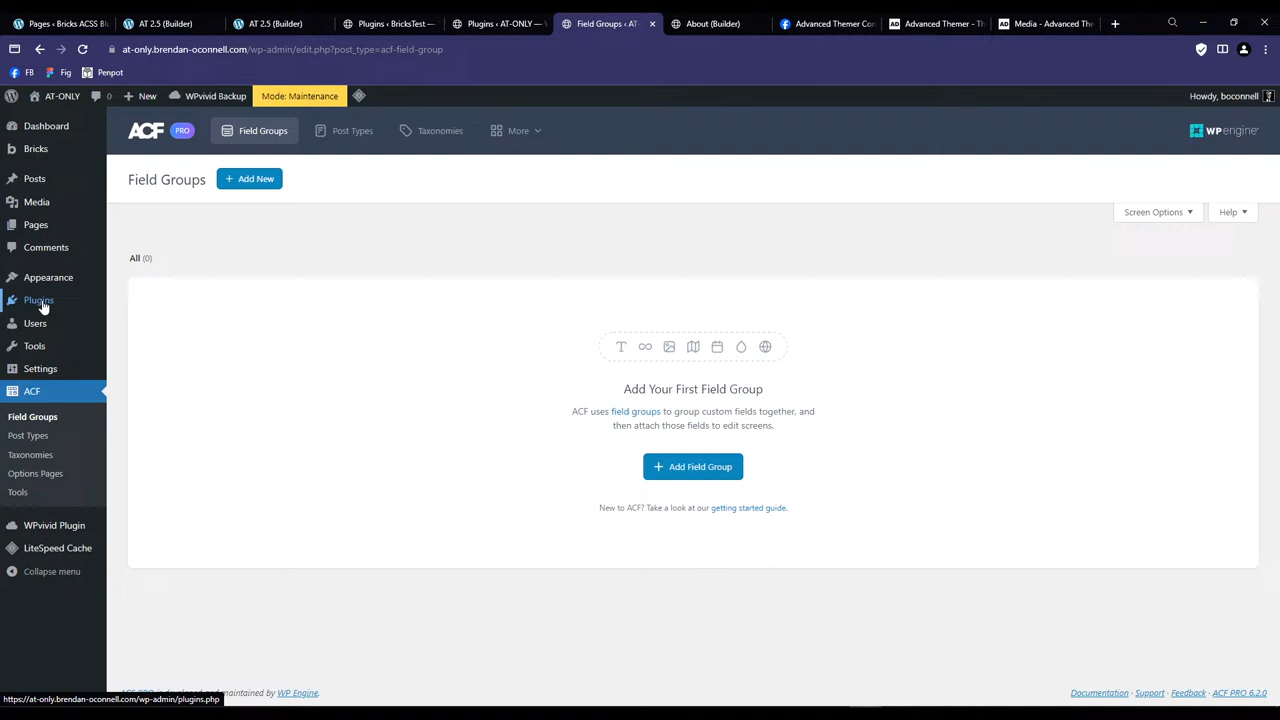 Pages ‹ Bricks ACSS Bl
AT 2.5 (Builder)
AT 2.5 (Builder)
Plugins ‹ BricksTest —
Plugins ‹ AT-ONLY —
Field Groups ‹ AT-
About (Builder)
Advanced Themer Con
Advanced Themer - Th
Media - Advanced The
at-only.brendan-oconnell.com/wp-admin/edit.php?post_type=acf-field-group
FB
Fig
Penpot
AT-ONLY
0
New
WPvivid Backup
Mode: Maintenance
Howdy, boconnell
Dashboard
Bricks
Posts
Media
Pages
Comments
Appearance
Plugins
Users
Tools
Settings
ACF
Field Groups
Post Types
Taxonomies
Options Pages
Tools
WPvivid Plugin
LiteSpeed Cache
Collapse menu
ACF PRO
Field Groups
Post Types
Taxonomies
More
WPengine
Field Groups
+ Add New
Screen Options ▼
Help ▼
All (0)
Add Your First Field Group
ACF uses field groups to group custom fields together, and
then attach those fields to edit screens.
+ Add Field Group
New to ACF? Take a look at our getting started guide.
maintained by WP Engine.
Documentation · Support · Feedback · ACF PRO 6.2.0
https://at-only.brendan-oconnell.com/wp-admin/plugins.php